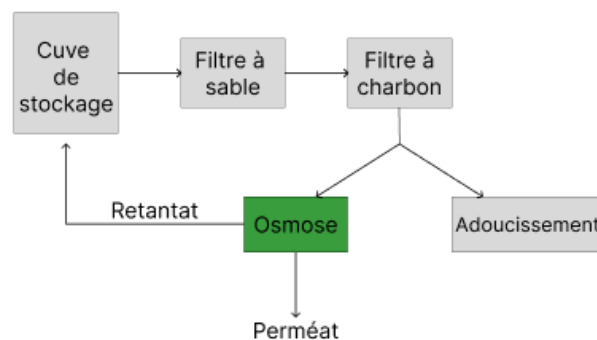 Cuve
de
stockage
Filtre à
sable
Filtre à
charbon
Retantat
Osmose
Adoucissement
Perméat